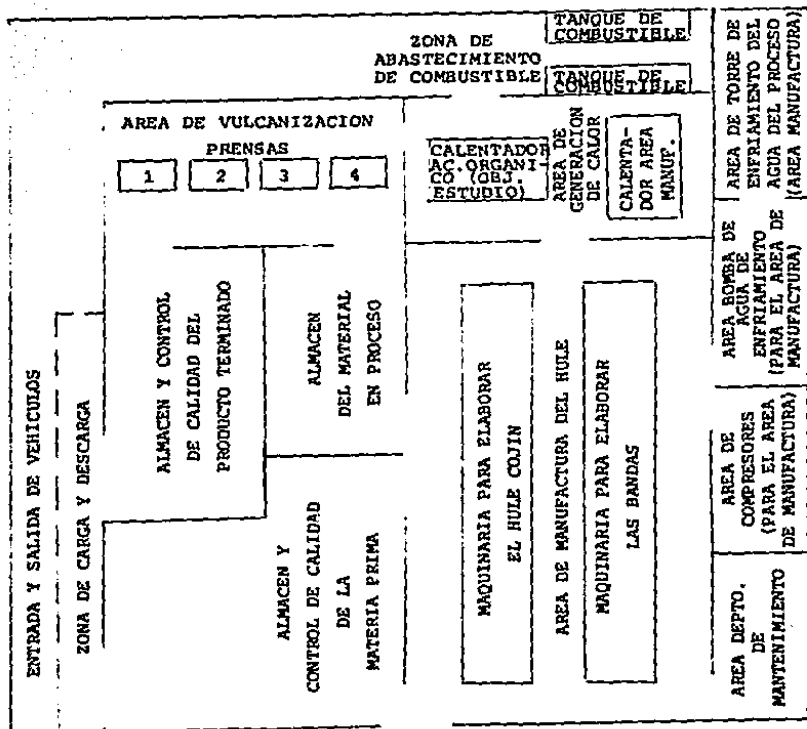 TANQUE DE
COMBUSTIBLE
ZONA DE
ABASTECIMIENTO
DE COMBUSTIBLE
TANQUE DE
COMBUSTIBLE
AREA DE VULCANIZACION
PRENSAS
1 2 3 4
CALENTADOR
AC.ORGANI-
CO (OBJ.
ESTUDIO)
AREA DE
GENERACION
DE CALOR
CALENTA-
DOR AREA
MANUF.
AREA DE TORRE DE
ENFRIAMIENTO DEL
AGUA DEL PROCESO
(AREA MANUFACTURA)
ENTRADA Y SALIDA DE VEHICULOS
ZONA DE CARGA Y DESCARGA
ALMACEN Y CONTROL
DE CALIDAD DEL
PRODUCTO TERMINADO
ALMACEN
DEL MATERIAL
EN PROCESO
ALMACEN Y
CONTROL DE CALIDAD
DE LA
MATERIA PRIMA
MAQUINARIA PARA ELABORAR
EL HULE COJIN
AREA DE MANUFACTURA DEL HULE
MAQUINARIA PARA ELABORAR
LAS BANDAS
AREA BOMBA DE
AGUA DE
ENFRIAMIENTO
(PARA EL AREA DE
MANUFACTURA)
AREA DE
COMPRESORES
(PARA EL AREA
DE MANUFACTURA)
AREA DEPTO.
DE
MANTENIMIENTO